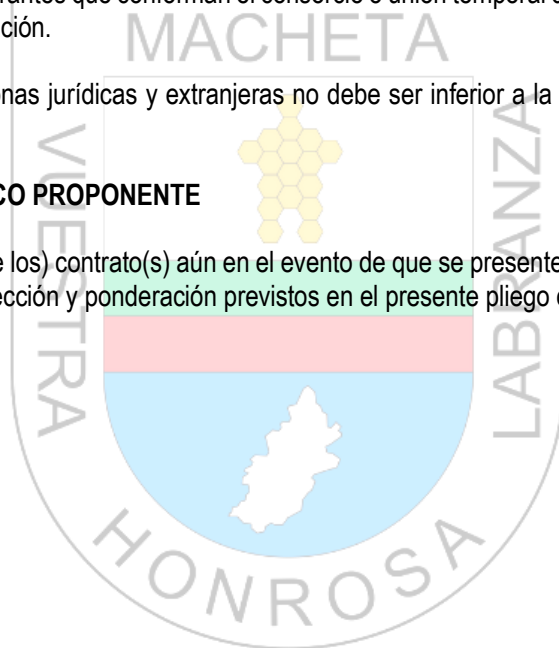 rantes que conforman el consorcio o unión temporal
ción.
MACHETA
onas jurídicas y extranjeras no debe ser inferior a la
CO PROPONENTE
e los) contrato(s) aún en el evento de que se presente
ección y ponderación previstos en el presente pliego
VUESTRA
HONROSA
LABRANZA